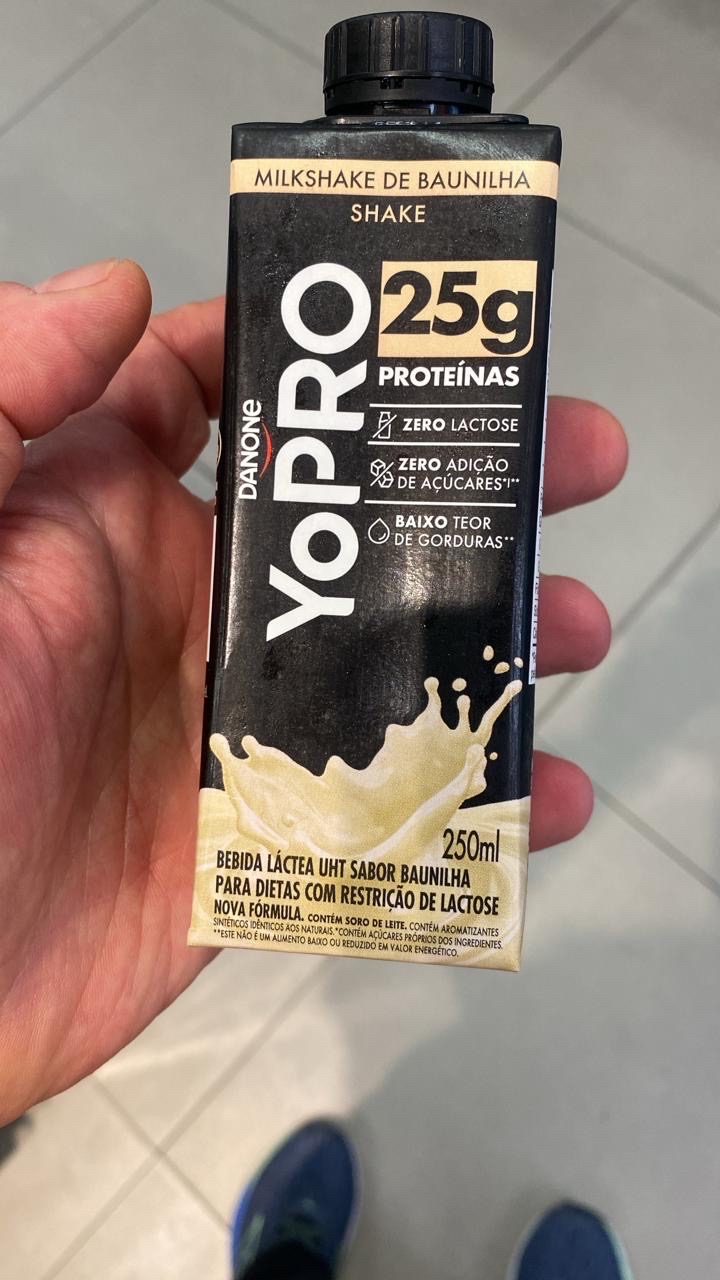 MILKSHAKE DE BAUNILHA
SHAKE
DANONE
YoPRO
25g
PROTEÍNAS
ZERO LACTOSE
ZERO ADIÇÃO
DE AÇÚCARES*|**
BAIXO TEOR
DE GORDURAS**
250ml
BEBIDA LÁCTEA UHT SABOR BAUNILHA
PARA DIETAS COM RESTRIÇÃO DE LACTOSE
NOVA FÓRMULA. CONTÉM SORO DE LEITE. CONTÉM AROMATIZANTES
SINTÉTICOS IDÊNTICOS AOS NATURAIS. *CONTÉM AÇÚCARES PRÓPRIOS DOS INGREDIENTES.
**ESTE NÃO É UM ALIMENTO BAIXO OU REDUZIDO EM VALOR ENERGÉTICO.